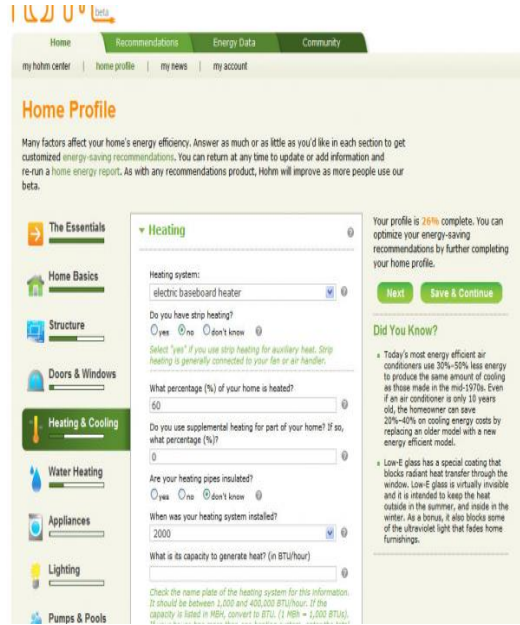 beta
Home Recommendations Energy Data Community
my hohm center | home profile | my news | my account
Home Profile
Many factors affect your home's energy efficiency. Answer as much or as little as you'd like in each section to get
customized energy-saving recommendations. You can return at any time to update or add information and
re-run a home energy report. As with any recommendations product, Hohm will improve as more people use our
beta.
The Essentials
Home Basics
Structure
Doors & Windows
Heating & Cooling
Water Heating
Appliances
Lighting
Pumps & Pools
Heating
Heating system:
electric baseboard heater
Do you have strip heating?
yes no don't know
Select "yes" if you use strip heating for auxiliary heat. Strip
heating is generally connected to your fan or air handler.
What percentage (%) of your home is heated?
60
Do you use supplemental heating for part of your home? If so,
what percentage (%)?
0
Are your heating pipes insulated?
yes no don't know
When was your heating system installed?
2000
What is its capacity to generate heat? (in BTU/hour)
Check the name plate of the heating system for this information.
It should be between 1,000 and 400,000 BTU/hour. If the
capacity is listed in MBH, convert to BTU. (1 MBh = 1,000 BTUs).
Your profile is 26% complete. You can
optimize your energy-saving
recommendations by further completing
your home profile.
Next Save & Continue
Did You Know?
Today's most energy efficient air
conditioners use 30%-50% less energy
to produce the same amount of cooling
as those made in the mid-1970s. Even
if an air conditioner is only 10 years
old, the homeowner can save
20%-40% on cooling energy costs by
replacing an older model with a new
energy efficient model.
Low-E glass has a special coating that
blocks radiant heat transfer through the
window. Low-E glass is virtually invisible
and it is intended to keep the heat
outside in the summer, and inside in the
winter. As a bonus, it also blocks some
of the ultraviolet light that fades home
furnishings.